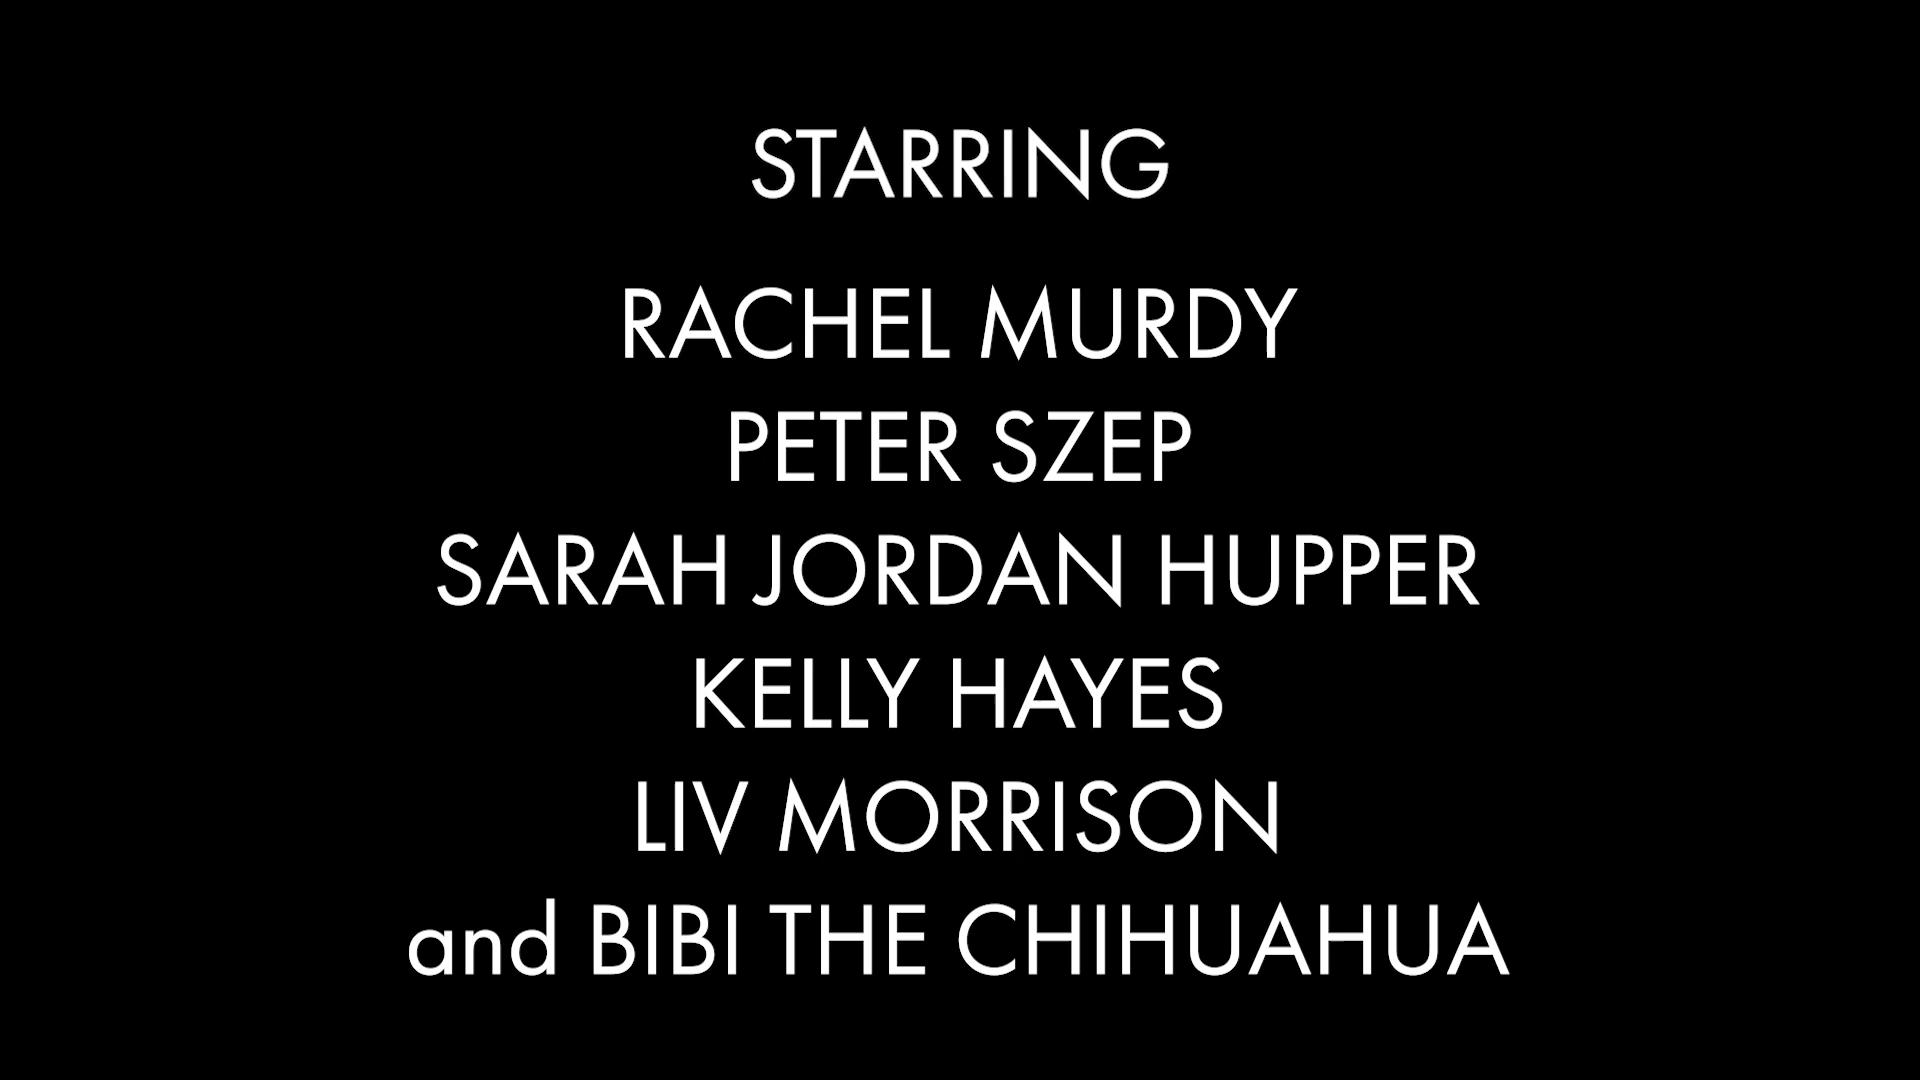 STARRING
RACHEL MURDY
PETER SZEP
SARAH JORDAN HUPPER
KELLY HAYES
LIV MORRISON
and BIBI THE CHIHUAHUA